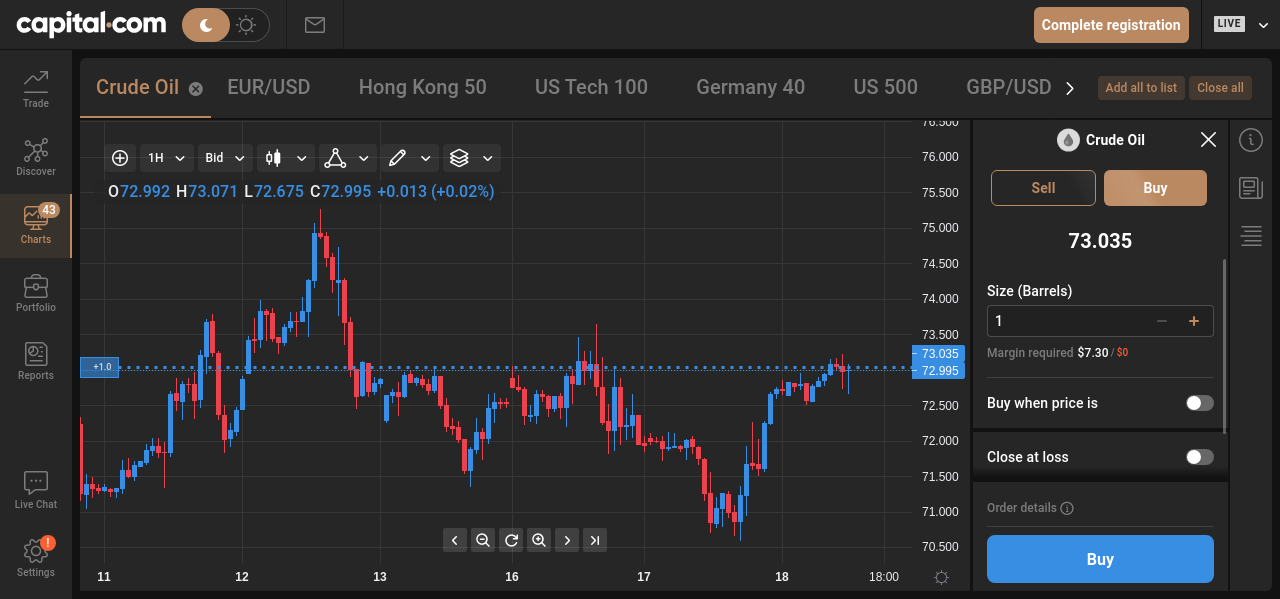 capital.com
Complete registration
LIVE
Trade
Discover
43
Charts
Portfolio
Reports
Live Chat
!
Settings
Crude Oil EUR/USD Hong Kong 50 US Tech 100 Germany 40 US 500 GBP/USD
Add all to list Close all
1H Bid
O72.992 H73.071 L72.675 C72.995 +0.013 (+0.02%)
+1.0
76.500
76.000
75.500
75.000
74.500
74.000
73.500
73.035
72.995
72.500
72.000
71.500
71.000
70.500
11 12 13 16 17 18 18:00
Crude Oil
Sell Buy
73.035
Size (Barrels)
1
Margin required $7.30 / $0
Buy when price is
Close at loss
Order details
Buy